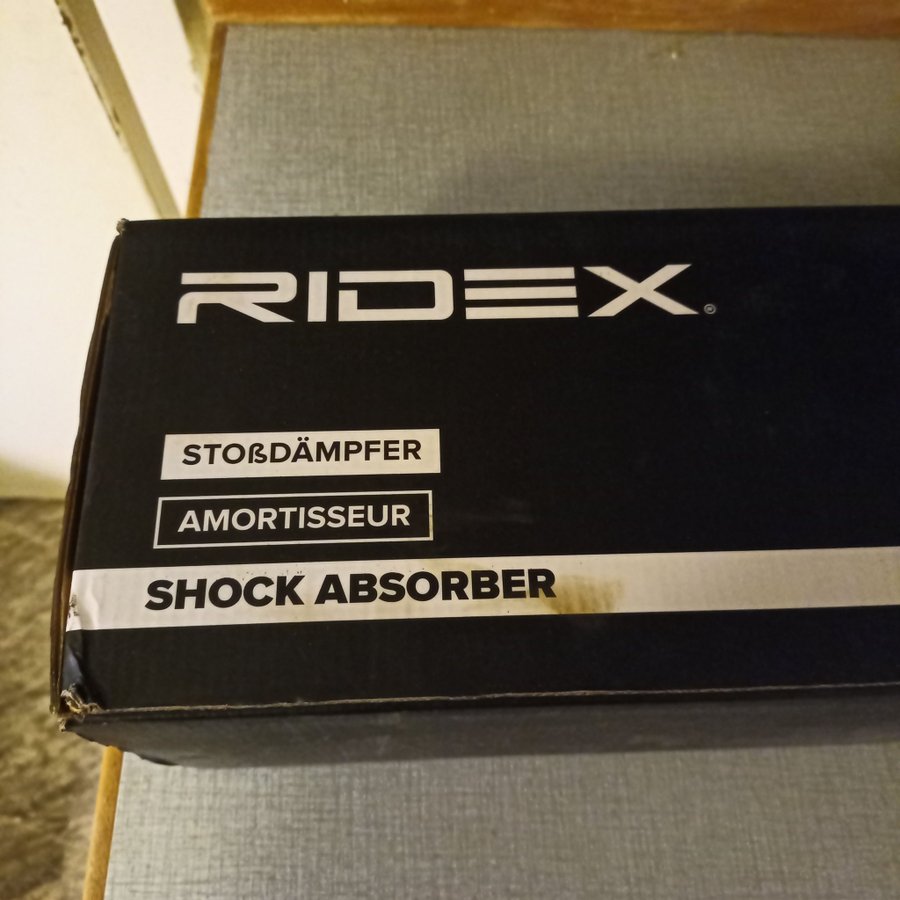 RIDEX®
STOßDÄMPFER
AMORTISSEUR
SHOCK ABSORBER